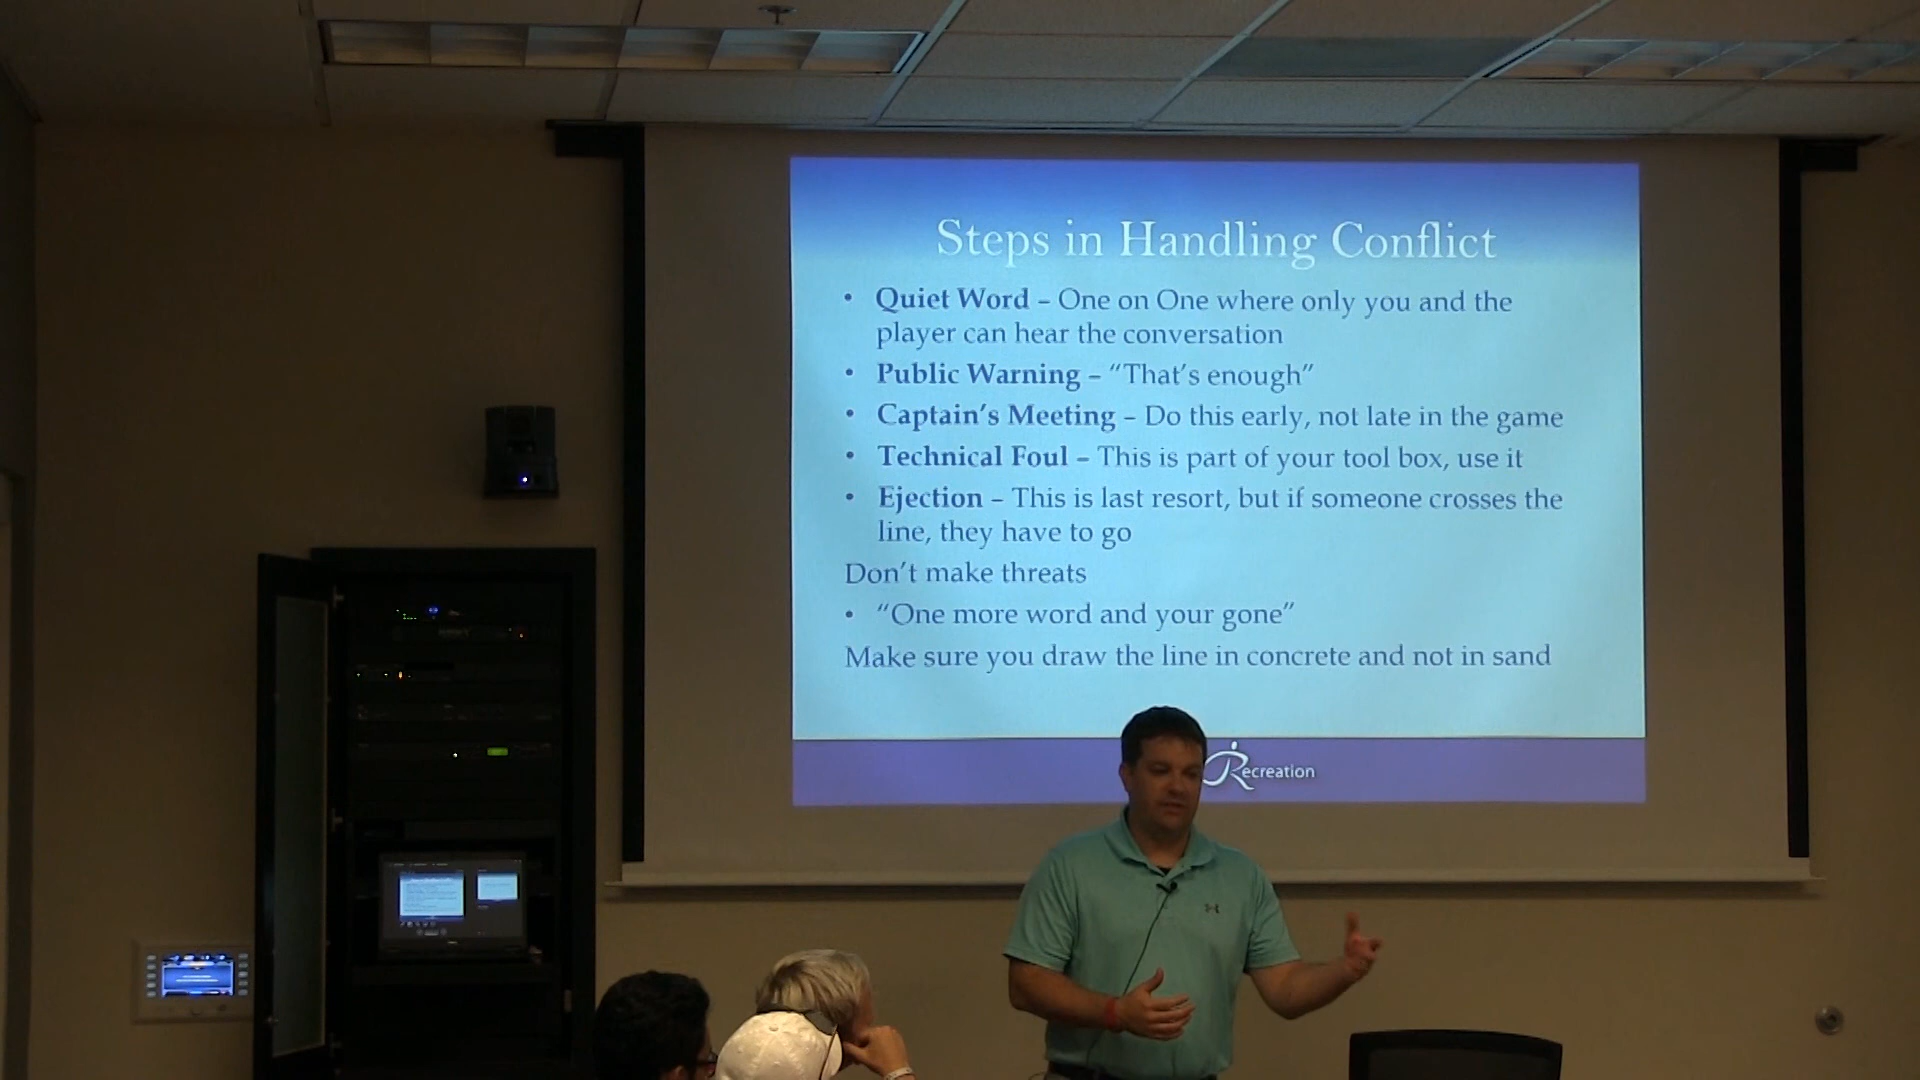 Steps in Handling Conflict
• Quiet Word – One on One where only you and the
player can hear the conversation
• Public Warning – “That’s enough”
• Captain’s Meeting – Do this early, not late in the game
• Technical Foul – This is part of your tool box, use it
• Ejection – This is last resort, but if someone crosses the
line, they have to go
Don’t make threats
• “One more word and your gone”
Make sure you draw the line in concrete and not in sand
Recreation